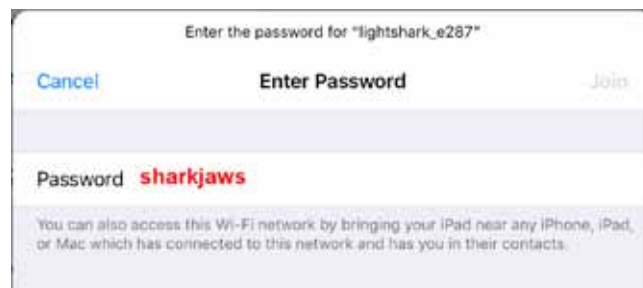 Enter the password for "lightshark_e287"
Cancel Enter Password Join
Password sharkjaws
You can also access this Wi-Fi network by bringing your iPad near any iPhone, iPad,
or Mac which has connected to this network and has you in their contacts.